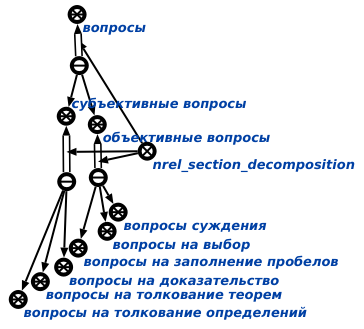 вопросы
субъективные вопросы
объективные вопросы
nrel_section_decomposition
вопросы суждения
вопросы на выбор
вопросы на заполнение пробелов
вопросы на доказательство
вопросы на толкование теорем
вопросы на толкование определений